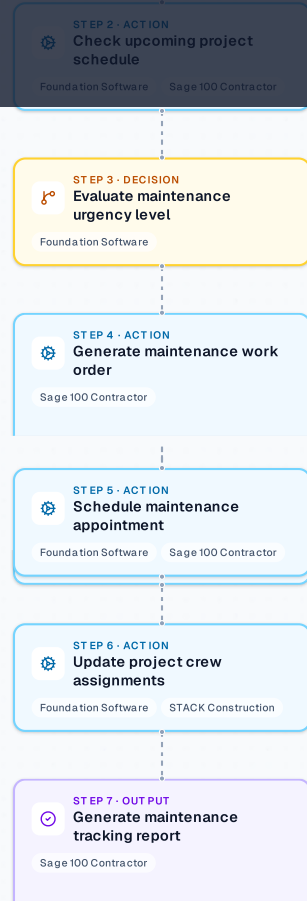 STEP 2 · ACTION
Check upcoming project
schedule
Foundation Software Sage 100 Contractor
STEP 3 · DECISION
Evaluate maintenance
urgency level
Foundation Software
STEP 4 · ACTION
Generate maintenance work
order
Sage 100 Contractor
STEP 5 · ACTION
Schedule maintenance
appointment
Foundation Software Sage 100 Contractor
STEP 6 · ACTION
Update project crew
assignments
Foundation Software STACK Construction
STEP 7 · OUTPUT
Generate maintenance
tracking report
Sage 100 Contractor